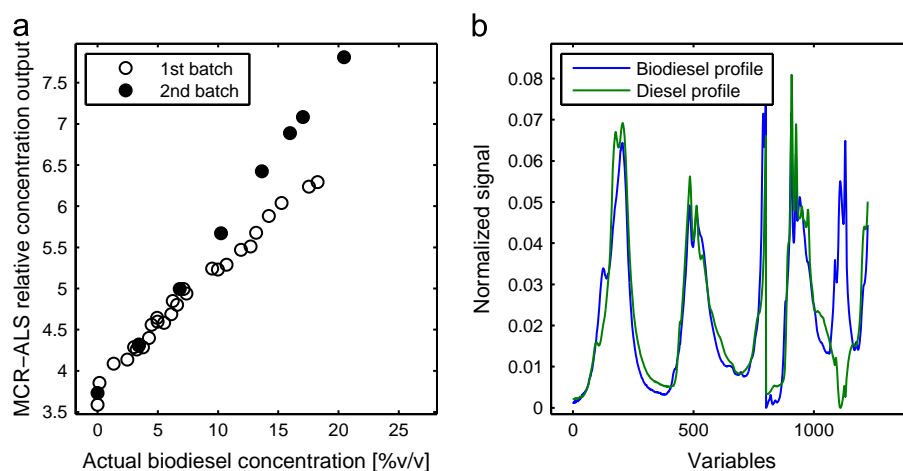 a
MCR–ALS relative concentration output
7.5
7
6.5
6
5.5
5
4.5
4
3.5
0
5
10
15
20
25
Actual biodiesel concentration [%v/v]
1st batch
2nd batch
b
Normalized signal
0.08
0.07
0.06
0.05
0.04
0.03
0.02
0.01
0
0
500
1000
Variables
Biodiesel profile
Diesel profile